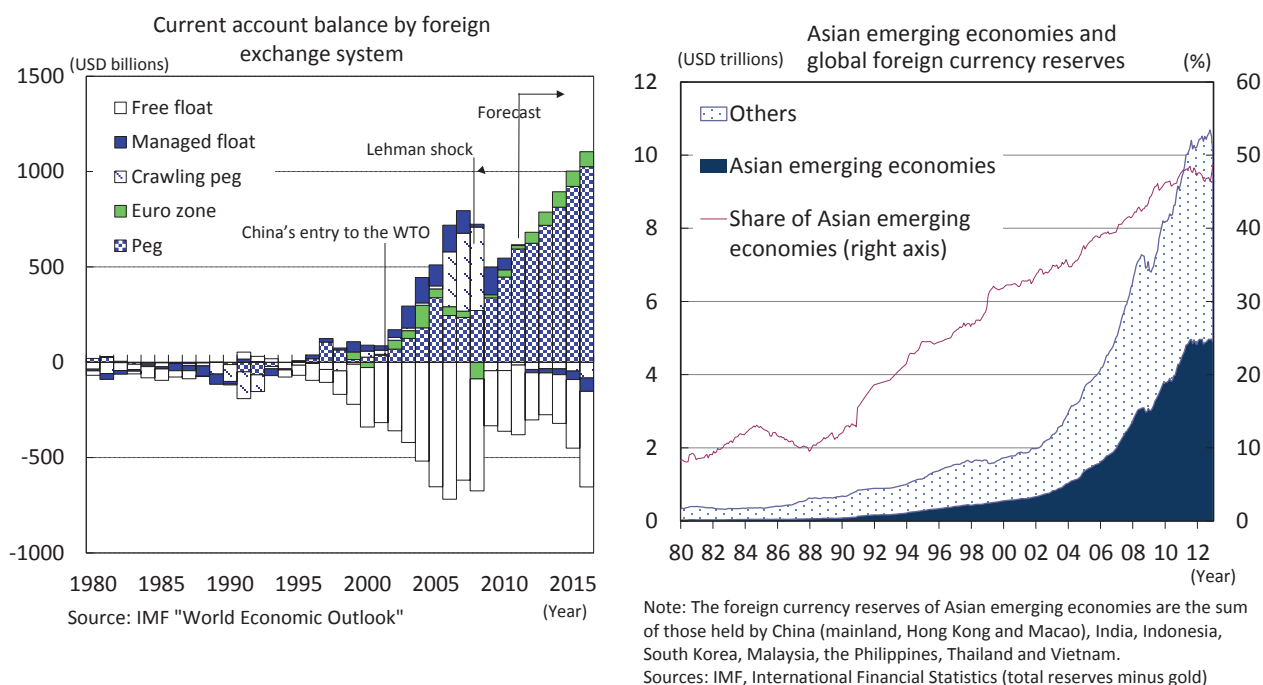 Current account balance by foreign
exchange system
(USD billions)
1500
1000
500
0
-500
-1000
Free float
Managed float
Crawling peg
Euro zone
Peg
Forecast
Lehman shock
China's entry to the WTO
1980 1985 1990 1995 2000 2005 2010 2015
(Year)
Source: IMF "World Economic Outlook"
Asian emerging economies and
global foreign currency reserves
(USD trillions)
(%)
12
10
8
6
4
2
0
60
50
40
30
20
10
0
Others
Asian emerging economies
Share of Asian emerging
economies (right axis)
80 82 84 86 88 90 92 94 96 98 00 02 04 06 08 10 12
(Year)
Note: The foreign currency reserves of Asian emerging economies are the sum
of those held by China (mainland, Hong Kong and Macao), India, Indonesia,
South Korea, Malaysia, the Philippines, Thailand and Vietnam.
Sources: IMF, International Financial Statistics (total reserves minus gold)